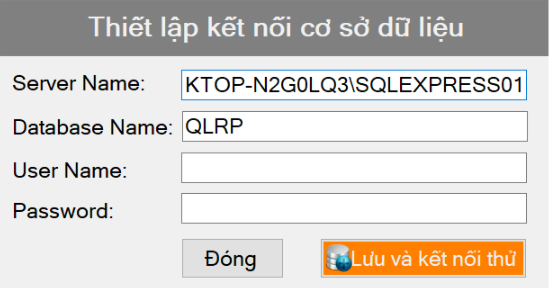 Thiết lập kết nối cơ sở dữ liệu
Server Name: KTOP-N2G0LQ3\SQLEXPRESS01
Database Name: QLRP
User Name:
Password:
Đóng Lưu và kết nối thử